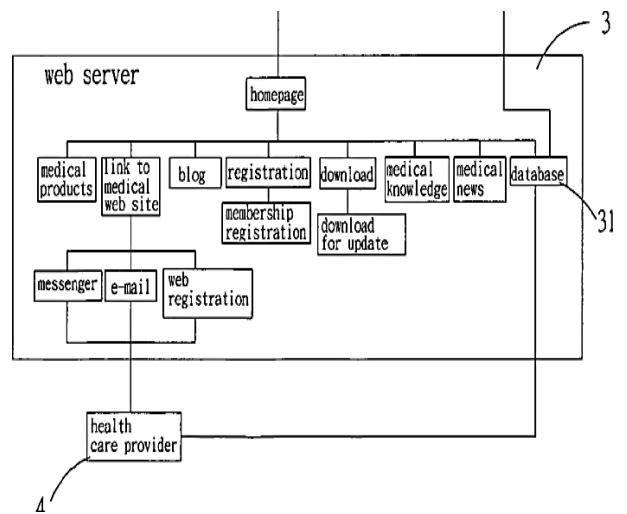 3
web server
homepage
medical
products
link to
medical
web site
blog
registration
membership
registration
download
download
for update
medical
knowledge
medical
news
database
31
messenger
e-mail
web
registration
health
care provider
4